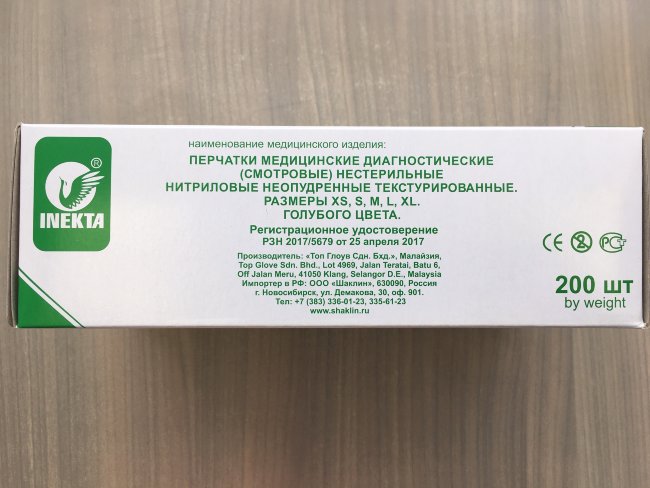 ®
INEKTA
наименование медицинского изделия:
ПЕРЧАТКИ МЕДИЦИНСКИЕ ДИАГНОСТИЧЕСКИЕ
(СМОТРОВЫЕ) НЕСТЕРИЛЬНЫЕ
НИТРИЛОВЫЕ НЕОПУДРЕННЫЕ ТЕКСТУРИРОВАННЫЕ.
РАЗМЕРЫ XS, S, M, L, XL.
ГОЛУБОГО ЦВЕТА.
Регистрационное удостоверение
РЗН 2017/5679 от 25 апреля 2017
Производитель: «Топ Глоув Сдн. Бхд.», Малайзия,
Top Glove Sdn. Bhd., Lot 4969, Jalan Teratai, Batu 6,
Off Jalan Meru, 41050 Klang, Selangor D.E., Malaysia
Импортер в РФ: ООО «Шаклин», 630090, Россия
г. Новосибирск, ул. Демакова, 30, оф. 901.
Тел: +7 (383) 336-01-23, 335-61-23
www.shaklin.ru
CE 2 РСТ
200 шт
by weight